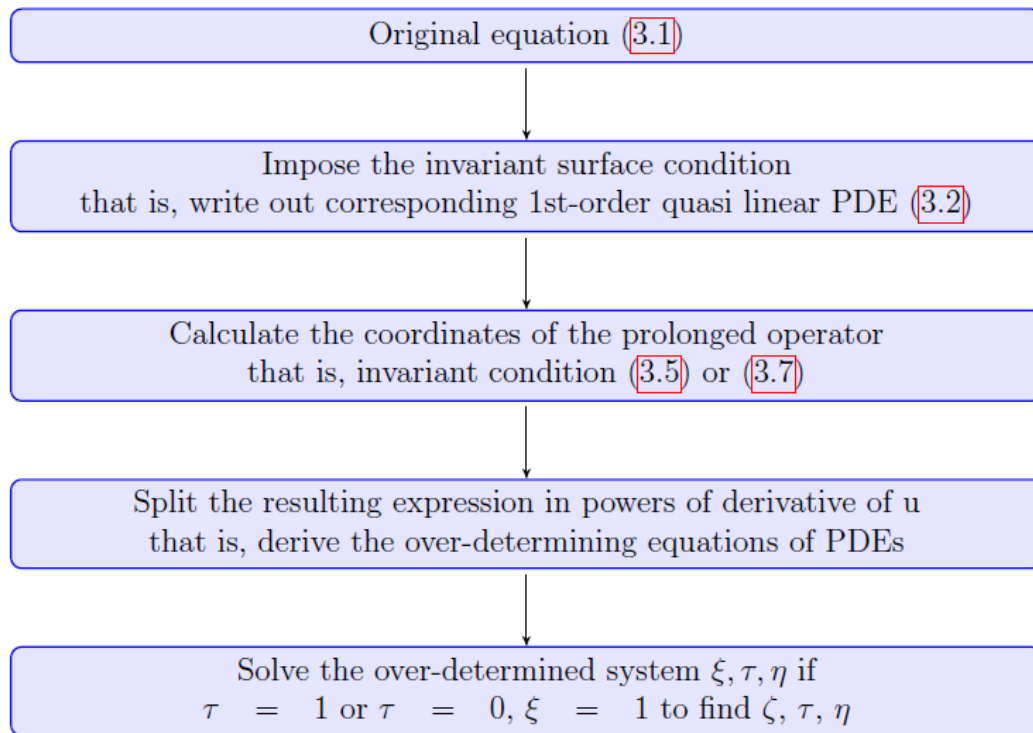 Original equation (3.1)
Impose the invariant surface condition
that is, write out corresponding 1st-order quasi linear PDE (3.2)
Calculate the coordinates of the prolonged operator
that is, invariant condition (3.5) or (3.7)
Split the resulting expression in powers of derivative of u
that is, derive the over-determining equations of PDEs
Solve the over-determined system ξ, τ, η if
τ = 1 or τ = 0, ξ = 1 to find ζ, τ, η